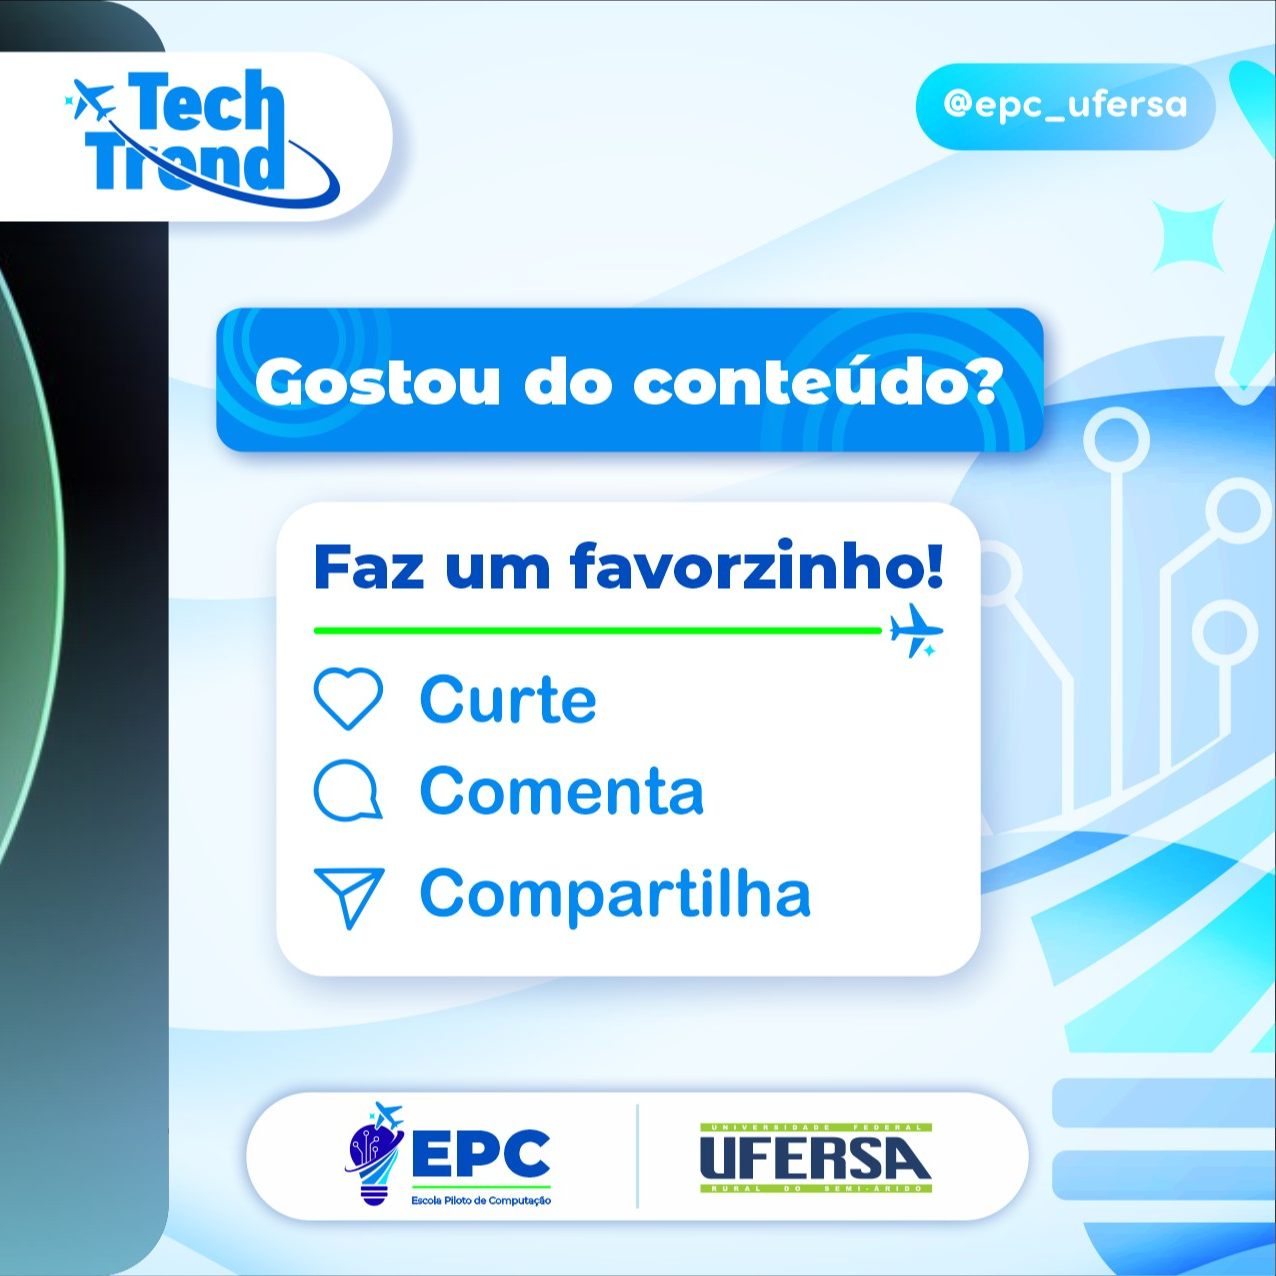 Tech
Trend
@epc_ufersa
Gostou do conteúdo?
Faz um favorzinho!
Curte
Comenta
Compartilha
EPC
Escola Piloto de Computação
UNIVERSIDADE FEDERAL
UFERSA
RURAL DO SEMI-ÁRIDO